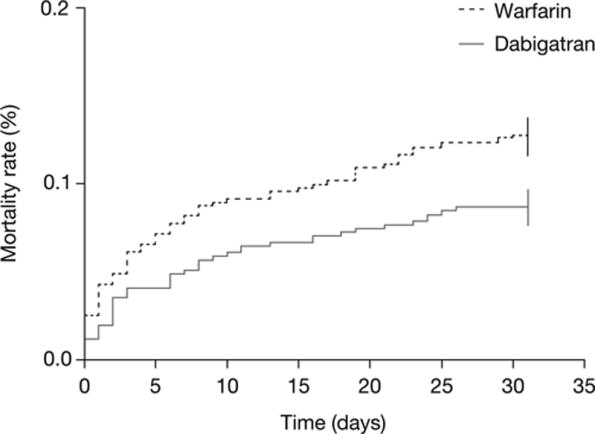 Warfarin
Dabigatran
Mortality rate (%)
0.2
0.1
0.0
0 5 10 15 20 25 30 35
Time (days)